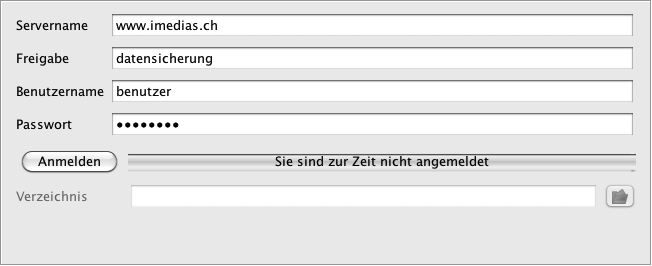 Servername www.imedias.ch
Freigabe datensicherung
Benutzername benutzer
Passwort ••••••••
Anmelden Sie sind zur Zeit nicht angemeldet
Verzeichnis